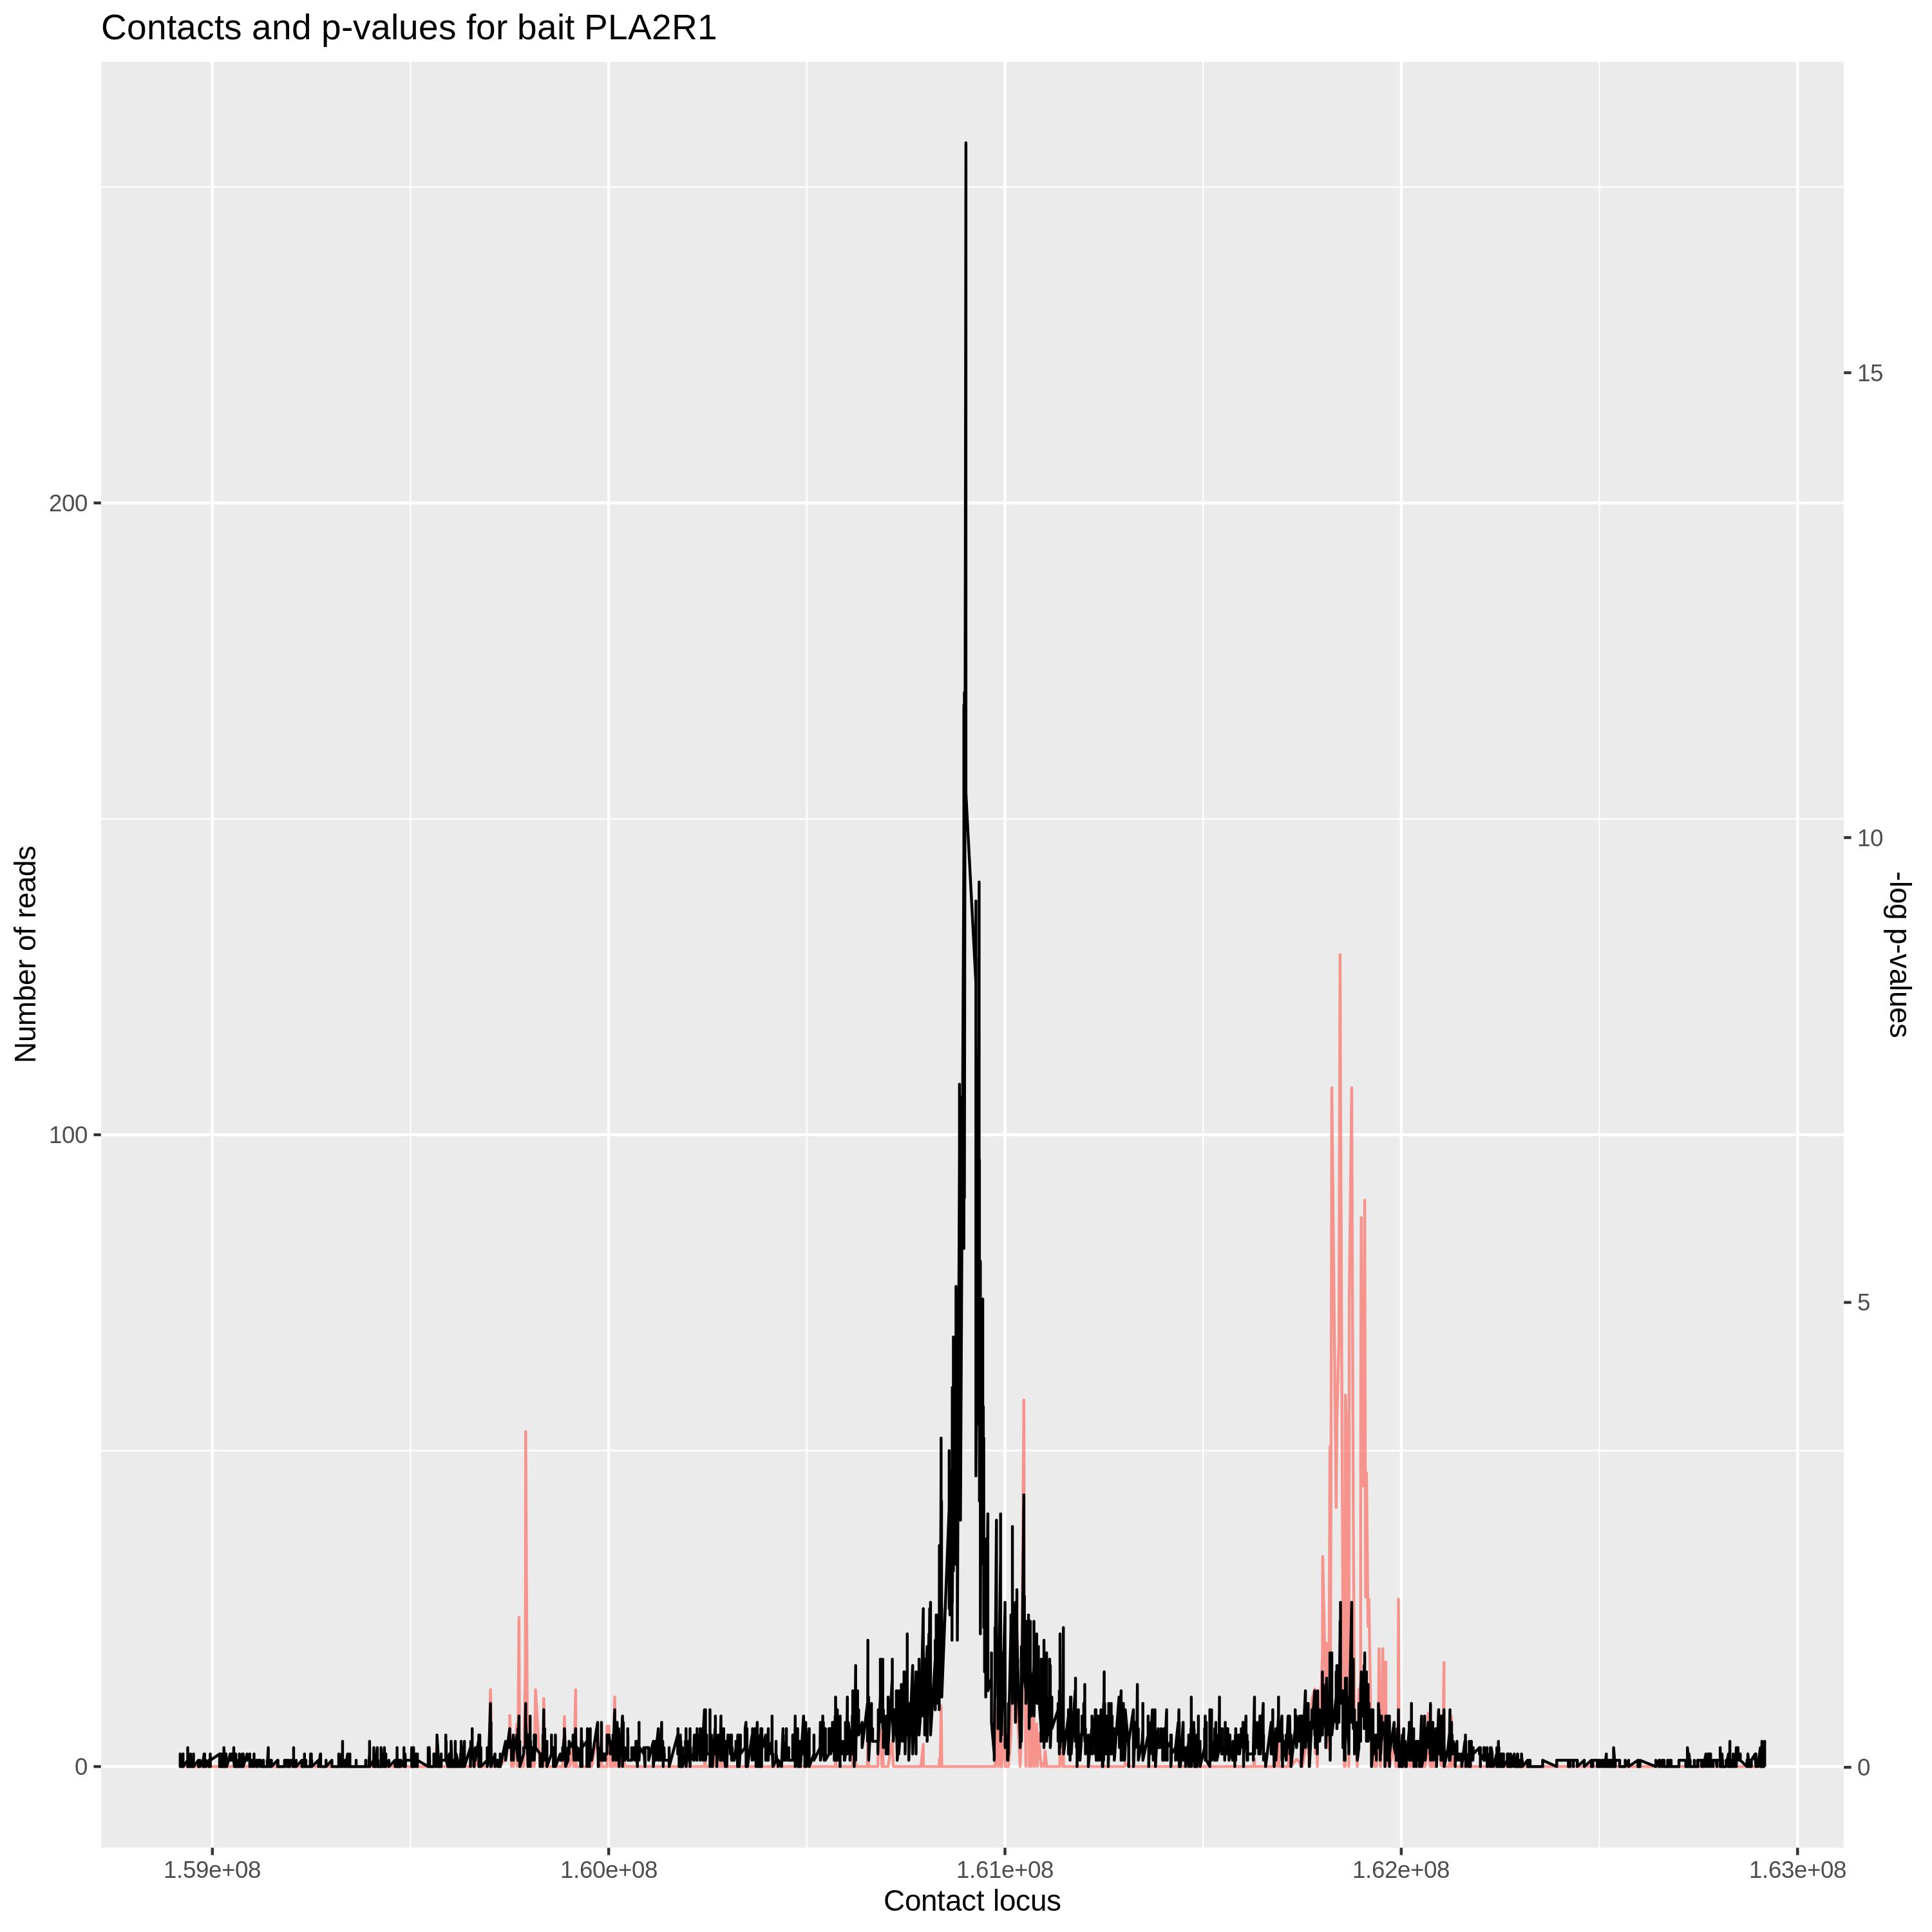 Contacts and p-values for bait PLA2R1
Number of reads
200
100
0
15
10
5
0
-log p-values
1.59e+08
1.60e+08
1.61e+08
1.62e+08
1.63e+08
Contact locus